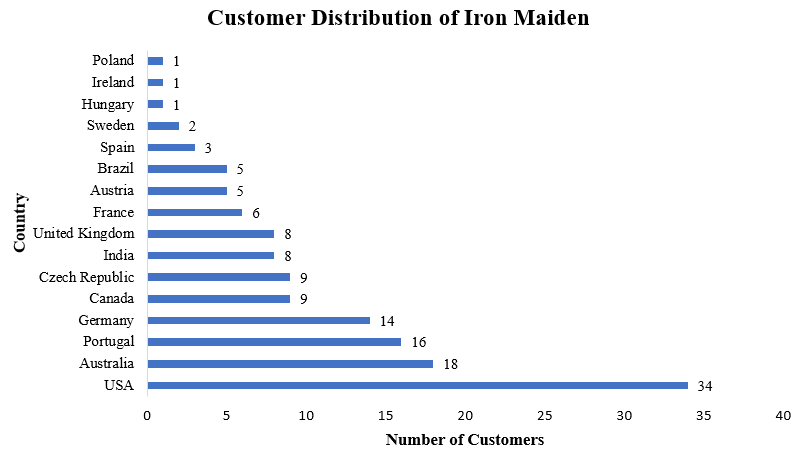 Customer Distribution of Iron Maiden
Poland 1
Ireland 1
Hungary 1
Sweden 2
Spain 3
Brazil 5
Austria 5
France 6
United Kingdom 8
India 8
Czech Republic 9
Canada 9
Germany 14
Portugal 16
Australia 18
USA 34
Country
0 5 10 15 20 25 30 35 40
Number of Customers